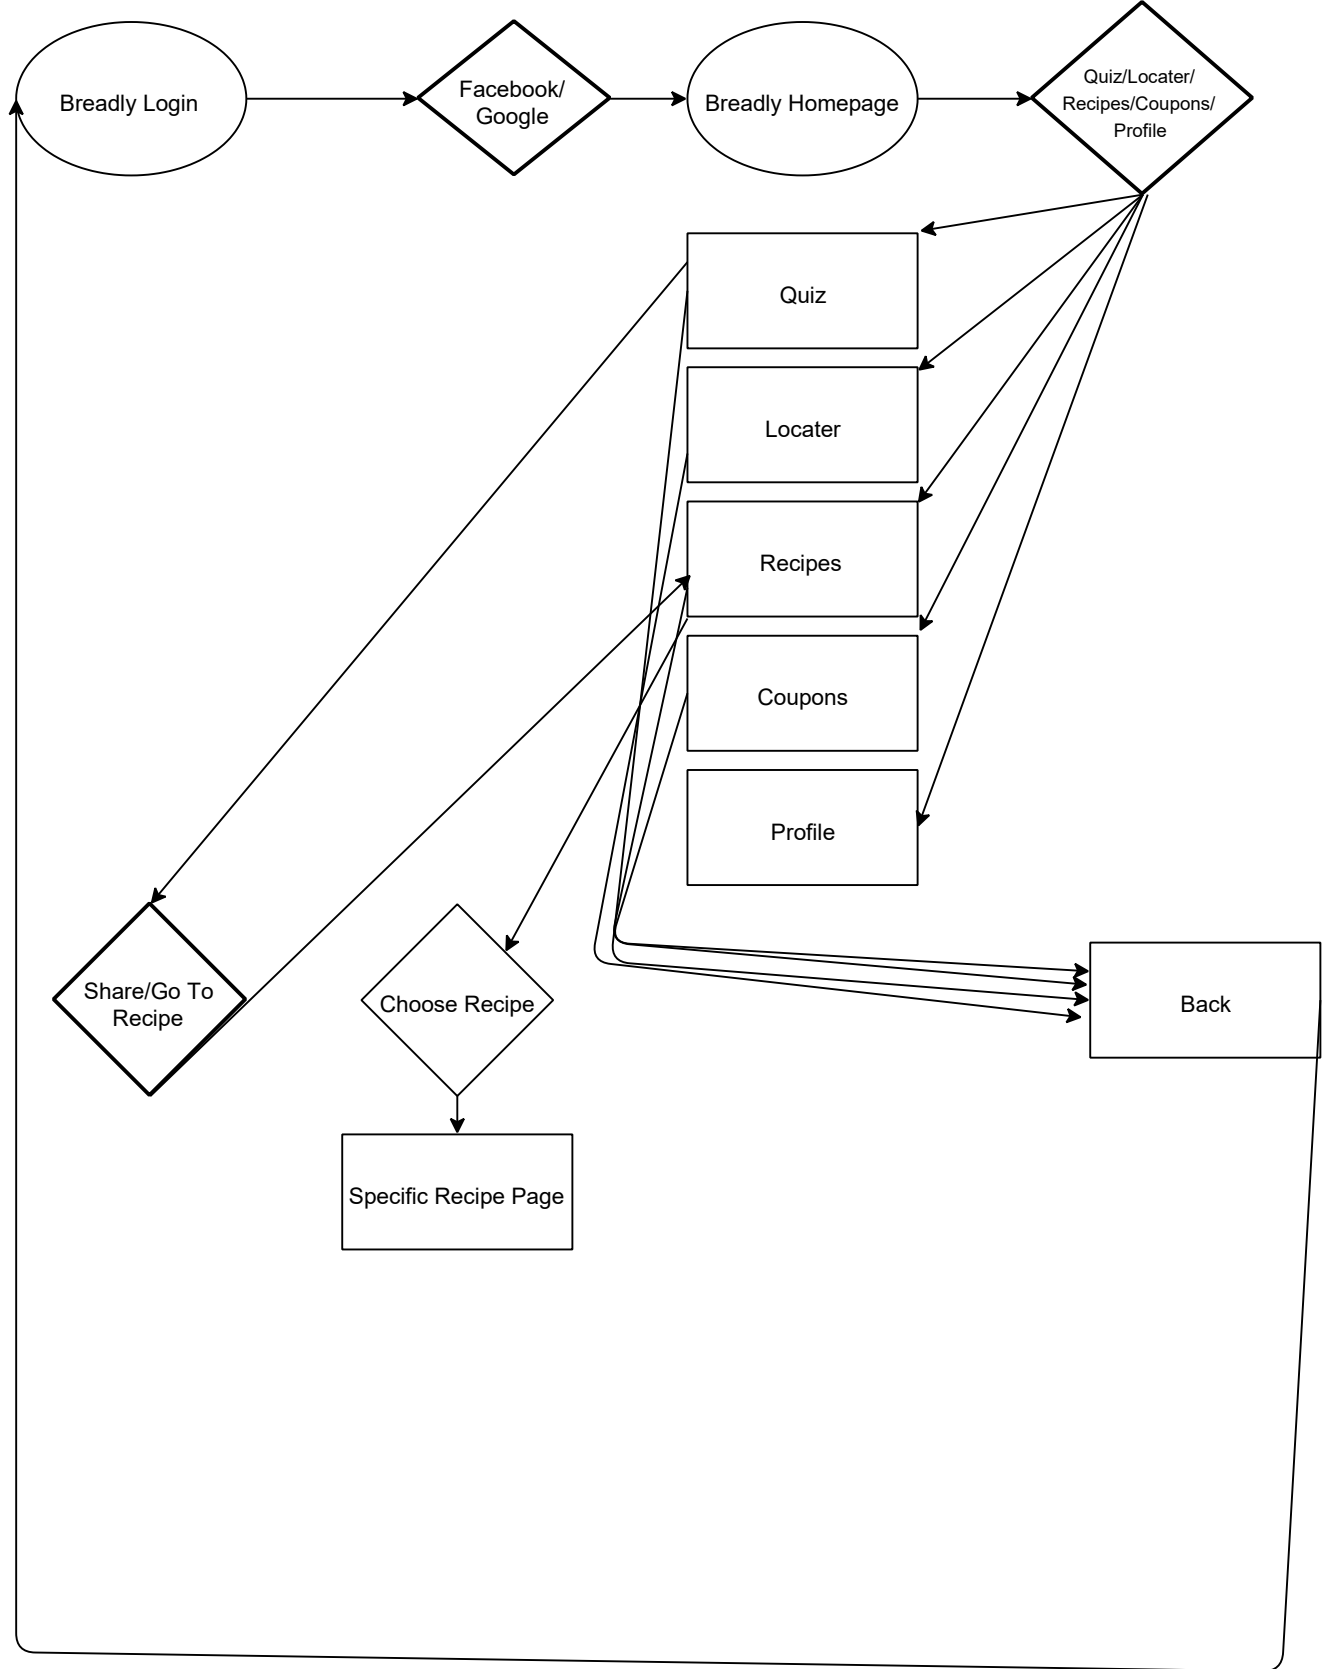 Breadly Login
Facebook/
Google
Breadly Homepage
Quiz/Locater/
Recipes/Coupons/
Profile
Quiz
Locater
Recipes
Coupons
Profile
Share/Go To
Recipe
Choose Recipe
Back
Specific Recipe Page